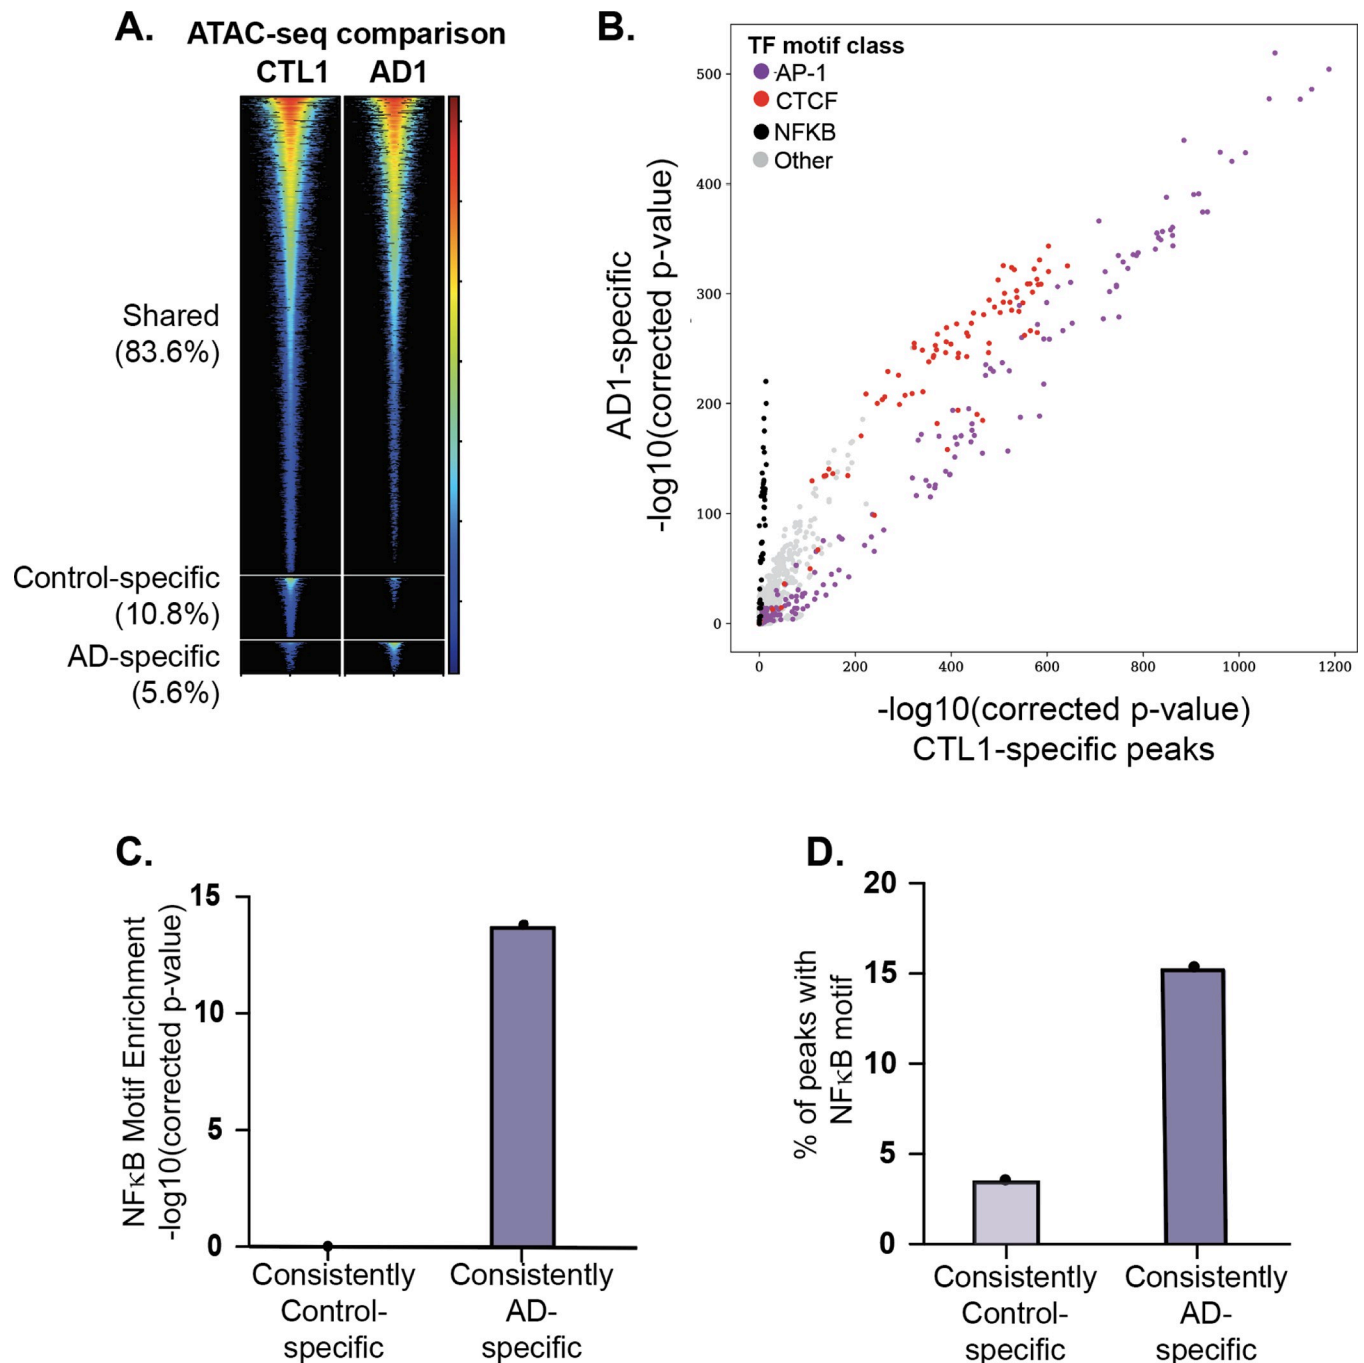 A.
ATAC-seq comparison
CTL1 AD1
Shared
(83.6%)
Control-specific
(10.8%)
AD-specific
(5.6%)
B.
TF motif class
AP-1
CTCF
NFKB
Other
AD1-specific
-log10(corrected p-value)
500
400
300
200
100
0
0 200 400 600 800 1000 1200
-log10(corrected p-value)
CTL1-specific peaks
C.
NFκB Motif Enrichment
-log10(corrected p-value)
15
10
5
0
Consistently
Control-
specific
Consistently
AD-
specific
D.
% of peaks with
NFκB motif
20
15
10
5
0
Consistently
Control-
specific
Consistently
AD-
specific